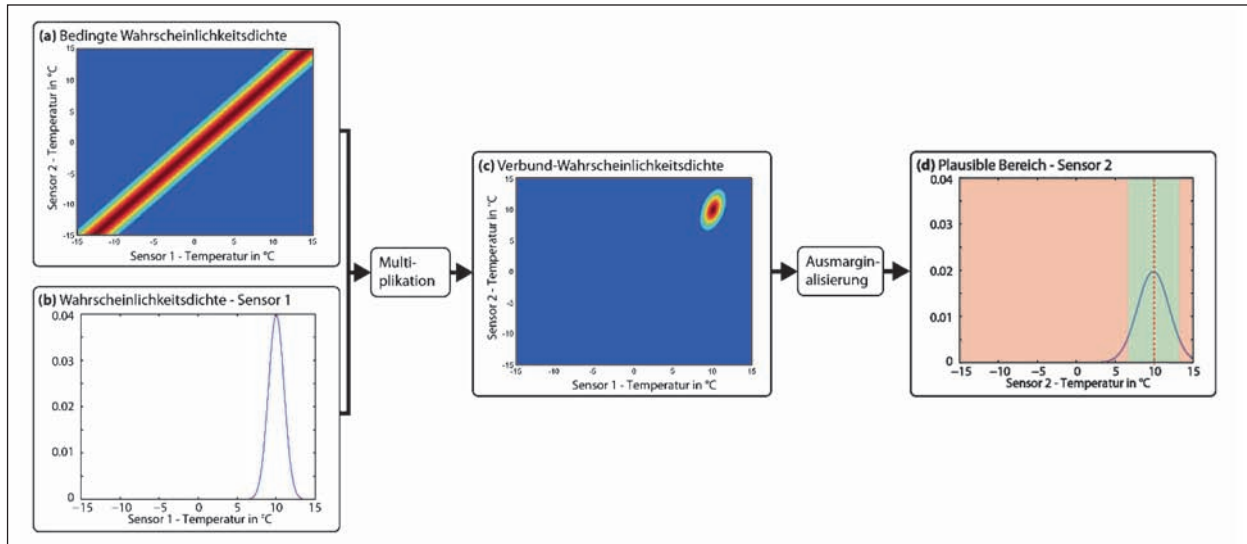 (a) Bedingte Wahrscheinlichkeitsdichte
Sensor 2 - Temperatur in °C
15
10
5
0
-5
-10
-15
-15 -10 -5 0 5 10 15
Sensor 1 - Temperatur in °C
(b) Wahrscheinlichkeitsdichte - Sensor 1
0.04
0.03
0.02
0.01
0
-15 -10 -5 0 5 10 15
Sensor 1 - Temperatur in °C
Multi-
plikation
(c) Verbund-Wahrscheinlichkeitsdichte
Sensor 2 - Temperatur in °C
15
10
5
0
-5
-10
-15
-15 -10 -5 0 5 10 15
Sensor 1 - Temperatur in °C
Ausmargin-
alisierung
(d) Plausible Bereich - Sensor 2
0.04
0.03
0.02
0.01
0
-15 -10 -5 0 5 10 15
Sensor 2 - Temperatur in °C